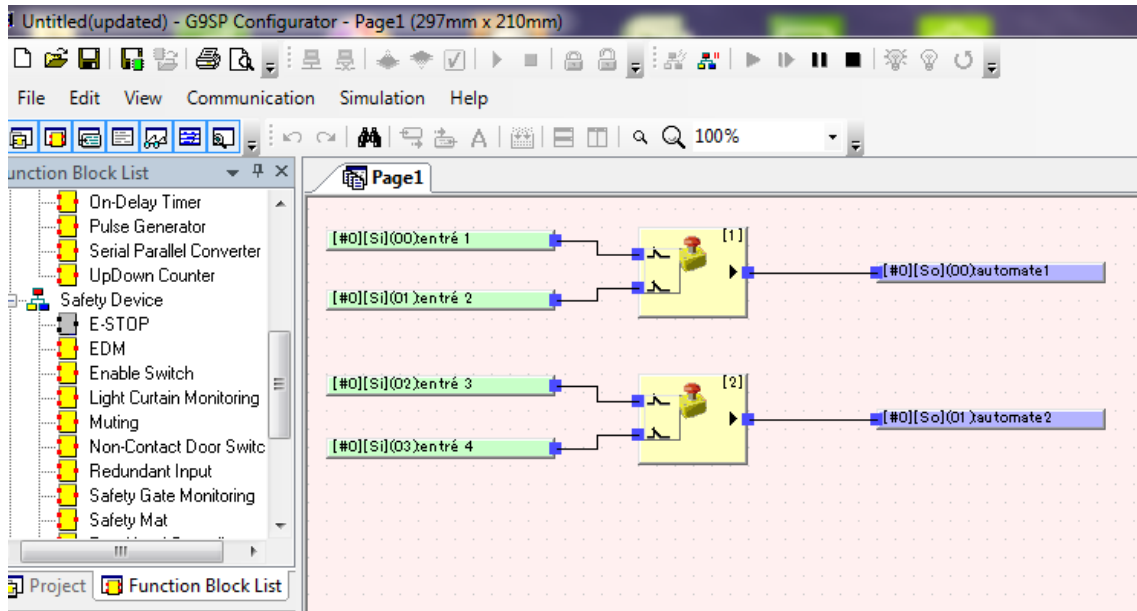 Untitled(updated) - G9SP Configurator - Page1 (297mm x 210mm)
File Edit View Communication Simulation Help
100%
unction Block List
Page1
On-Delay Timer
Pulse Generator
Serial Parallel Converter
UpDown Counter
Safety Device
E-STOP
EDM
Enable Switch
Light Curtain Monitoring
Muting
Non-Contact Door Switc
Redundant Input
Safety Gate Monitoring
Safety Mat
Project Function Block List
[#0][Si](00):entré 1
[1]
[#0][So](00):automate1
[#0][Si](01):entré 2
[#0][Si](02):entré 3
[2]
[#0][So](01):automate2
[#0][Si](03):entré 4